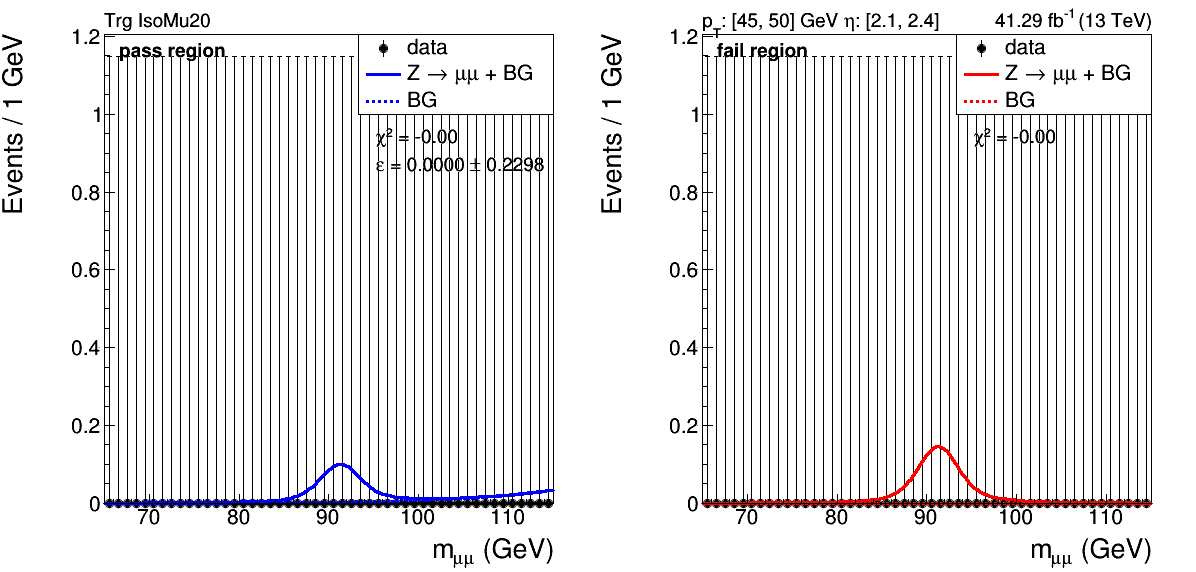 Trg IsoMu20
pass region
data
Z → μμ + BG
BG
χ² = -0.00
ε = 0.0000 ± 0.2298
Events / 1 GeV
1.2
1
0.8
0.6
0.4
0.2
0
70 80 90 100 110
mμμ (GeV)
pT: [45, 50] GeV η: [2.1, 2.4] 41.29 fb⁻¹ (13 TeV)
fail region
data
Z → μμ + BG
BG
χ² = -0.00
Events / 1 GeV
1.2
1
0.8
0.6
0.4
0.2
0
70 80 90 100 110
mμμ (GeV)